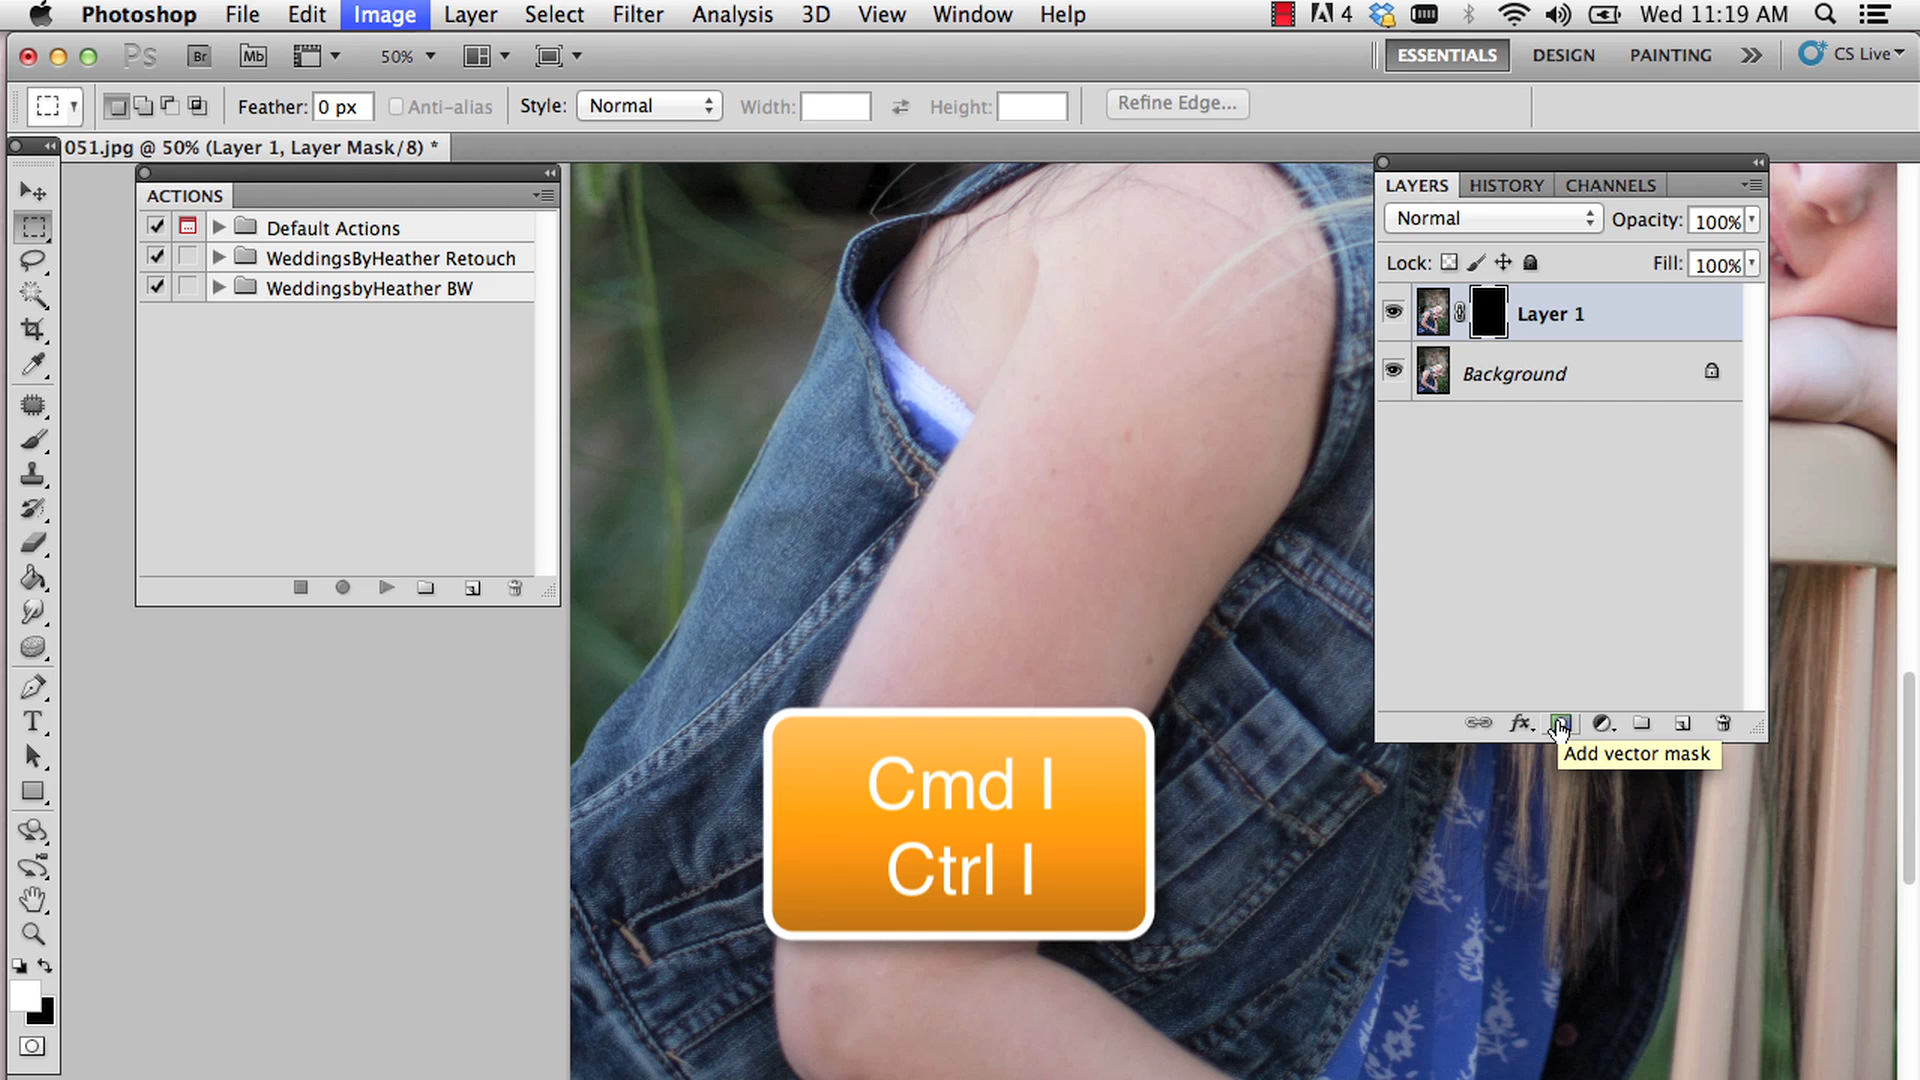 Photoshop File Edit Image Layer Select Filter Analysis 3D View Window Help 4 Wed 11:19 AM
Ps Br Mb 50% ESSENTIALS DESIGN PAINTING CS Live
Feather: 0 px Anti-alias Style: Normal Width: Height: Refine Edge...
051.jpg @ 50% (Layer 1, Layer Mask/8) *
ACTIONS
Default Actions
WeddingsByHeather Retouch
WeddingsbyHeather BW
LAYERS HISTORY CHANNELS
Normal Opacity: 100%
Lock: Fill: 100%
Layer 1
Background
fx
Add vector mask
T
Cmd I
Ctrl I